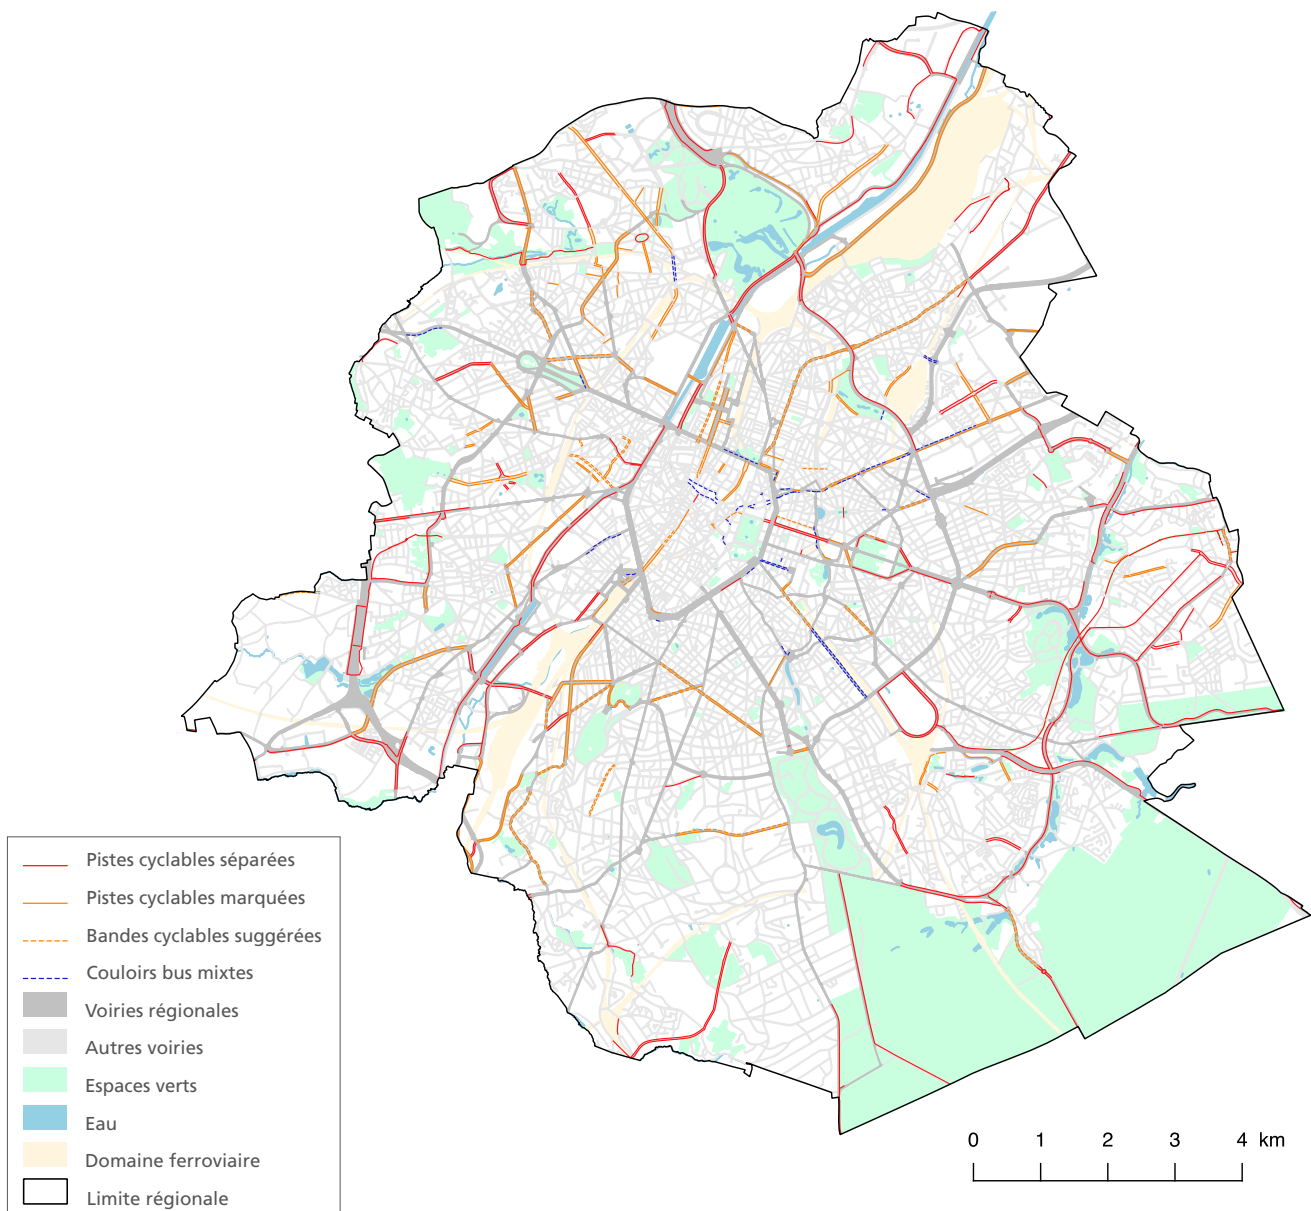 Pistes cyclables séparées
Pistes cyclables marquées
Bandes cyclables suggérées
Couloirs bus mixtes
Voiries régionales
Autres voiries
Espaces verts
Eau
Domaine ferroviaire
Limite régionale
0 1 2 3 4 km